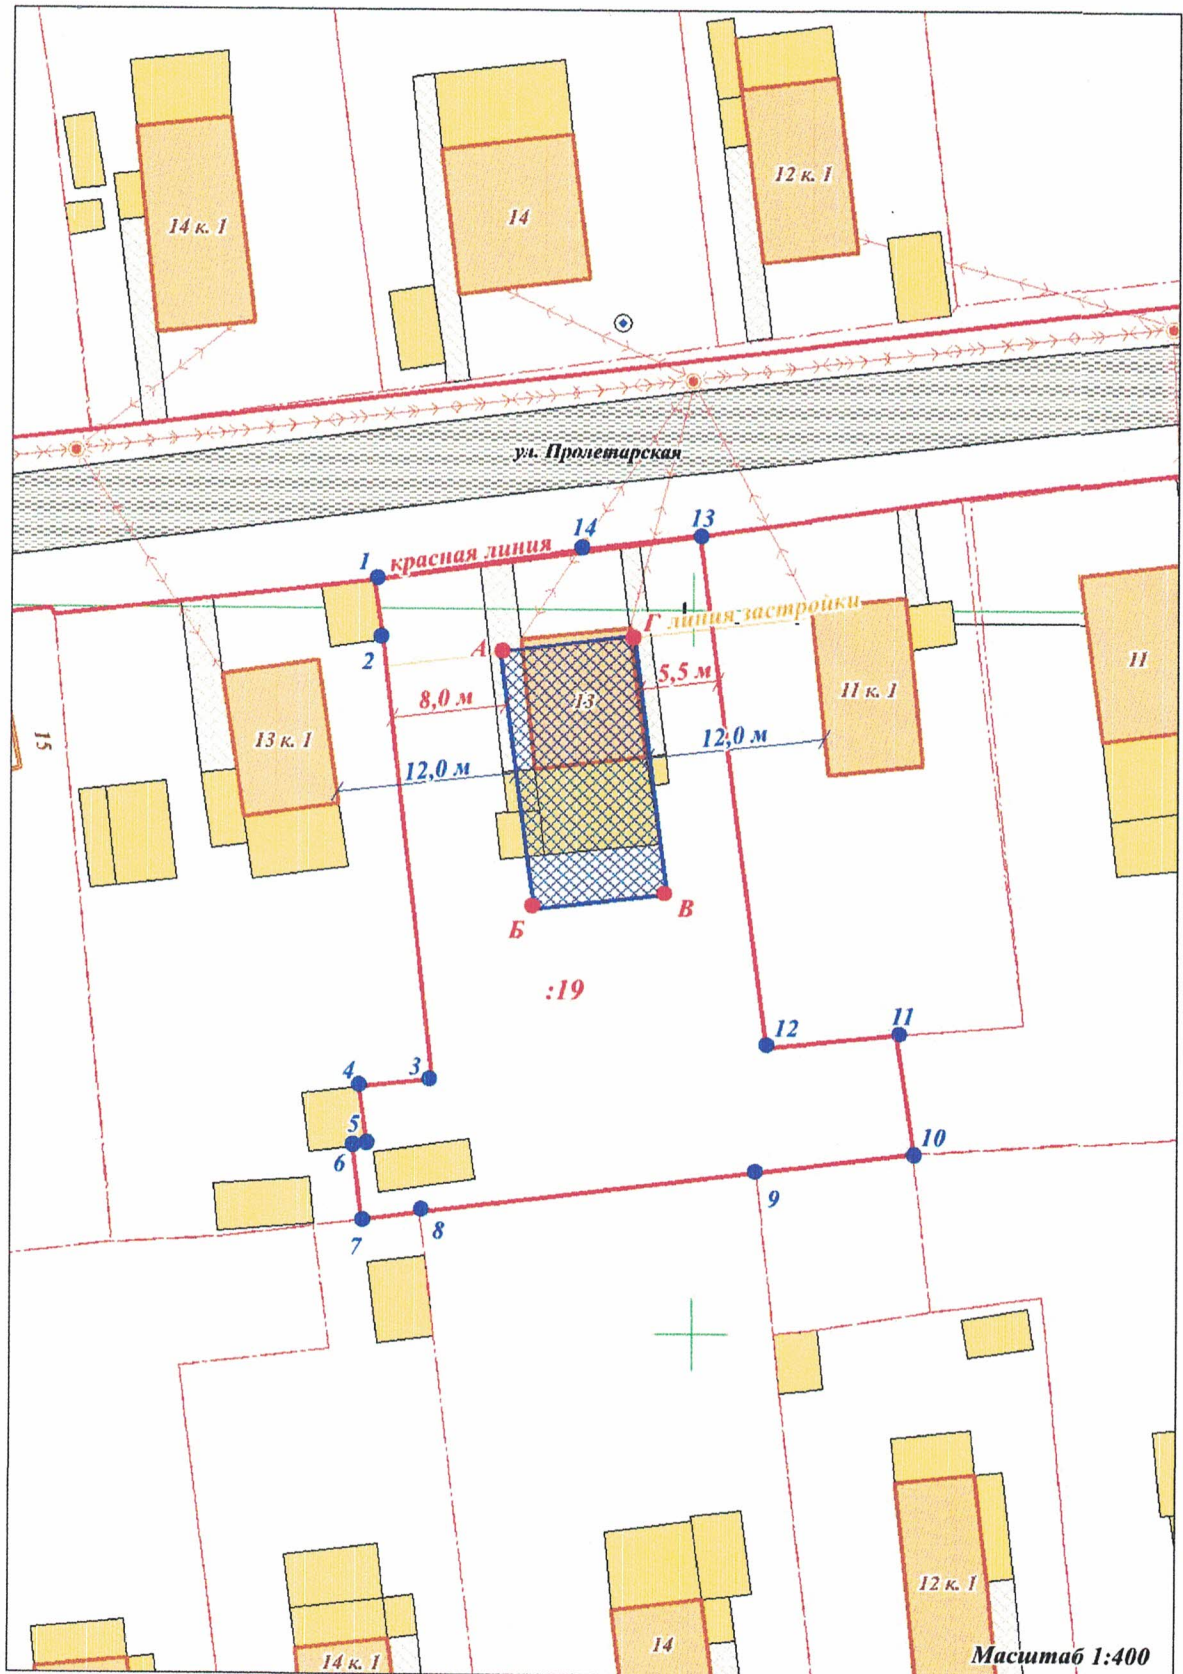 12 к. 1
14 к. 1
14
ул. Пролетарская
14
13
1
красная линия
2
А
Г
линия застройки
8,0 м
13
5,5 м
11 к. 1
11
15
13 к. 1
12,0 м
12,0 м
Б
В
:19
12
11
4
3
5
6
10
9
7
8
12 к. 1
14
14 к. 1
Масштаб 1:400